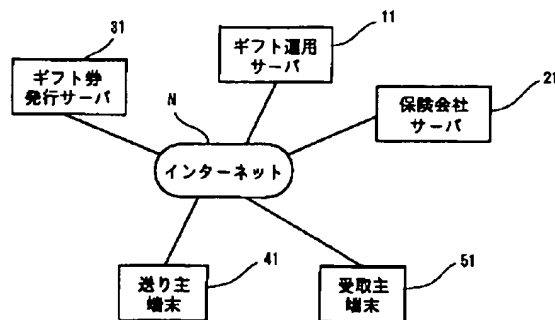 31
ギフト券
発行サーバ
11
ギフト運用
サーバ
21
保険会社
サーバ
N
インターネット
41
送り主
端末
51
受取主
端末